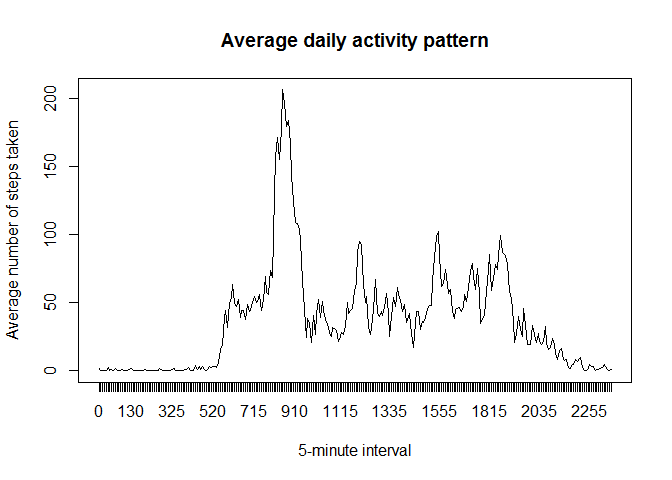 Average daily activity pattern
Average number of steps taken
200
150
100
50
0
0 130 325 520 715 910 1115 1335 1555 1815 2035 2255
5-minute interval